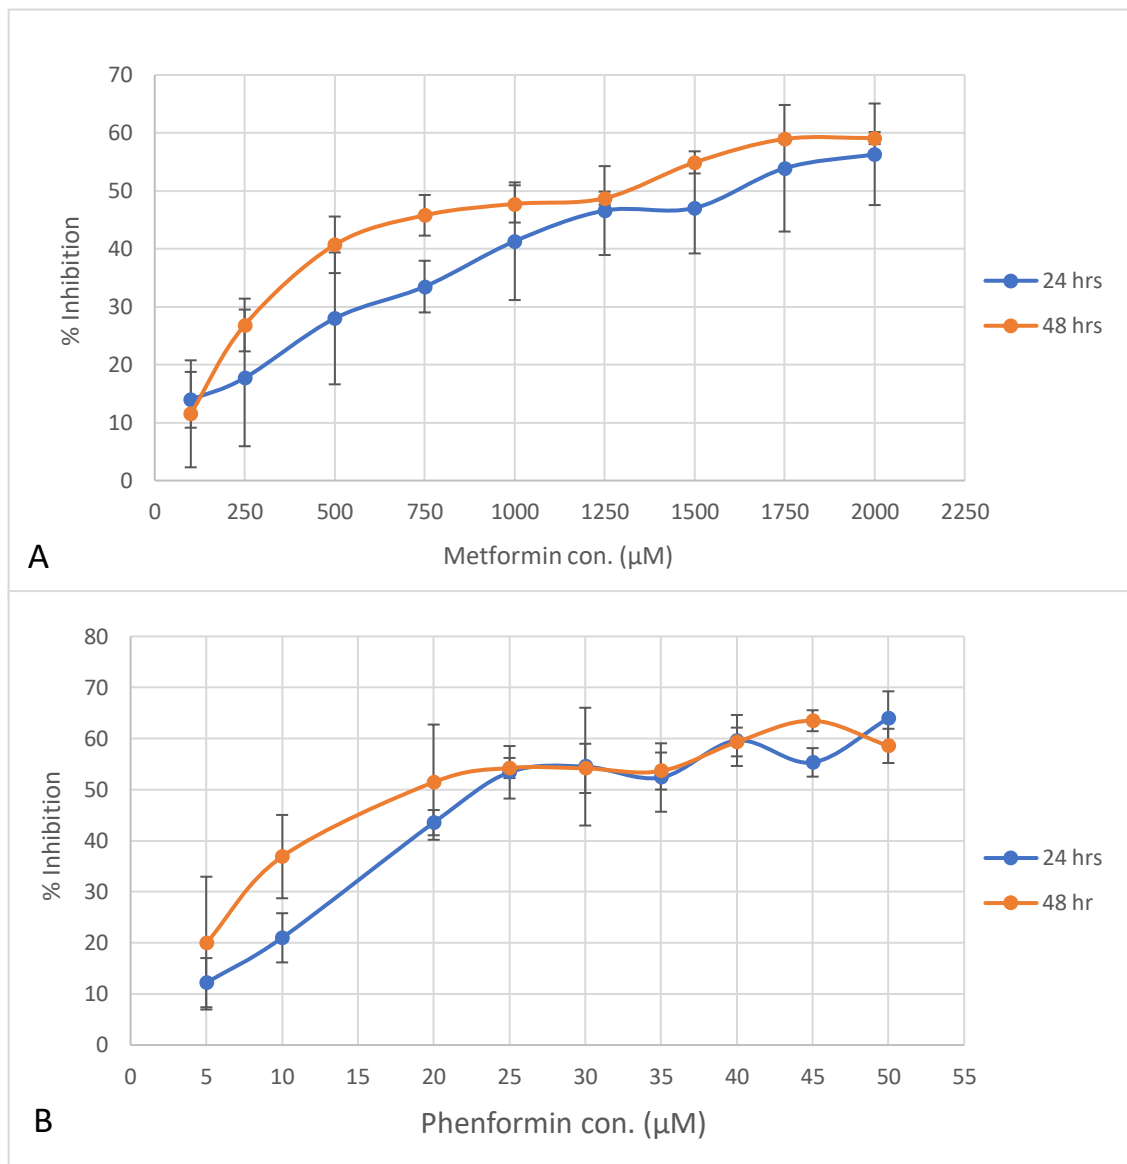 70
60
50
40
30
20
10
0
% Inhibition
0 250 500 750 1000 1250 1500 1750 2000 2250
Metformin con. (µM)
24 hrs
48 hrs
A
80
70
60
50
40
30
20
10
0
% Inhibition
0 5 10 15 20 25 30 35 40 45 50 55
Phenformin con. (µM)
24 hrs
48 hr
B